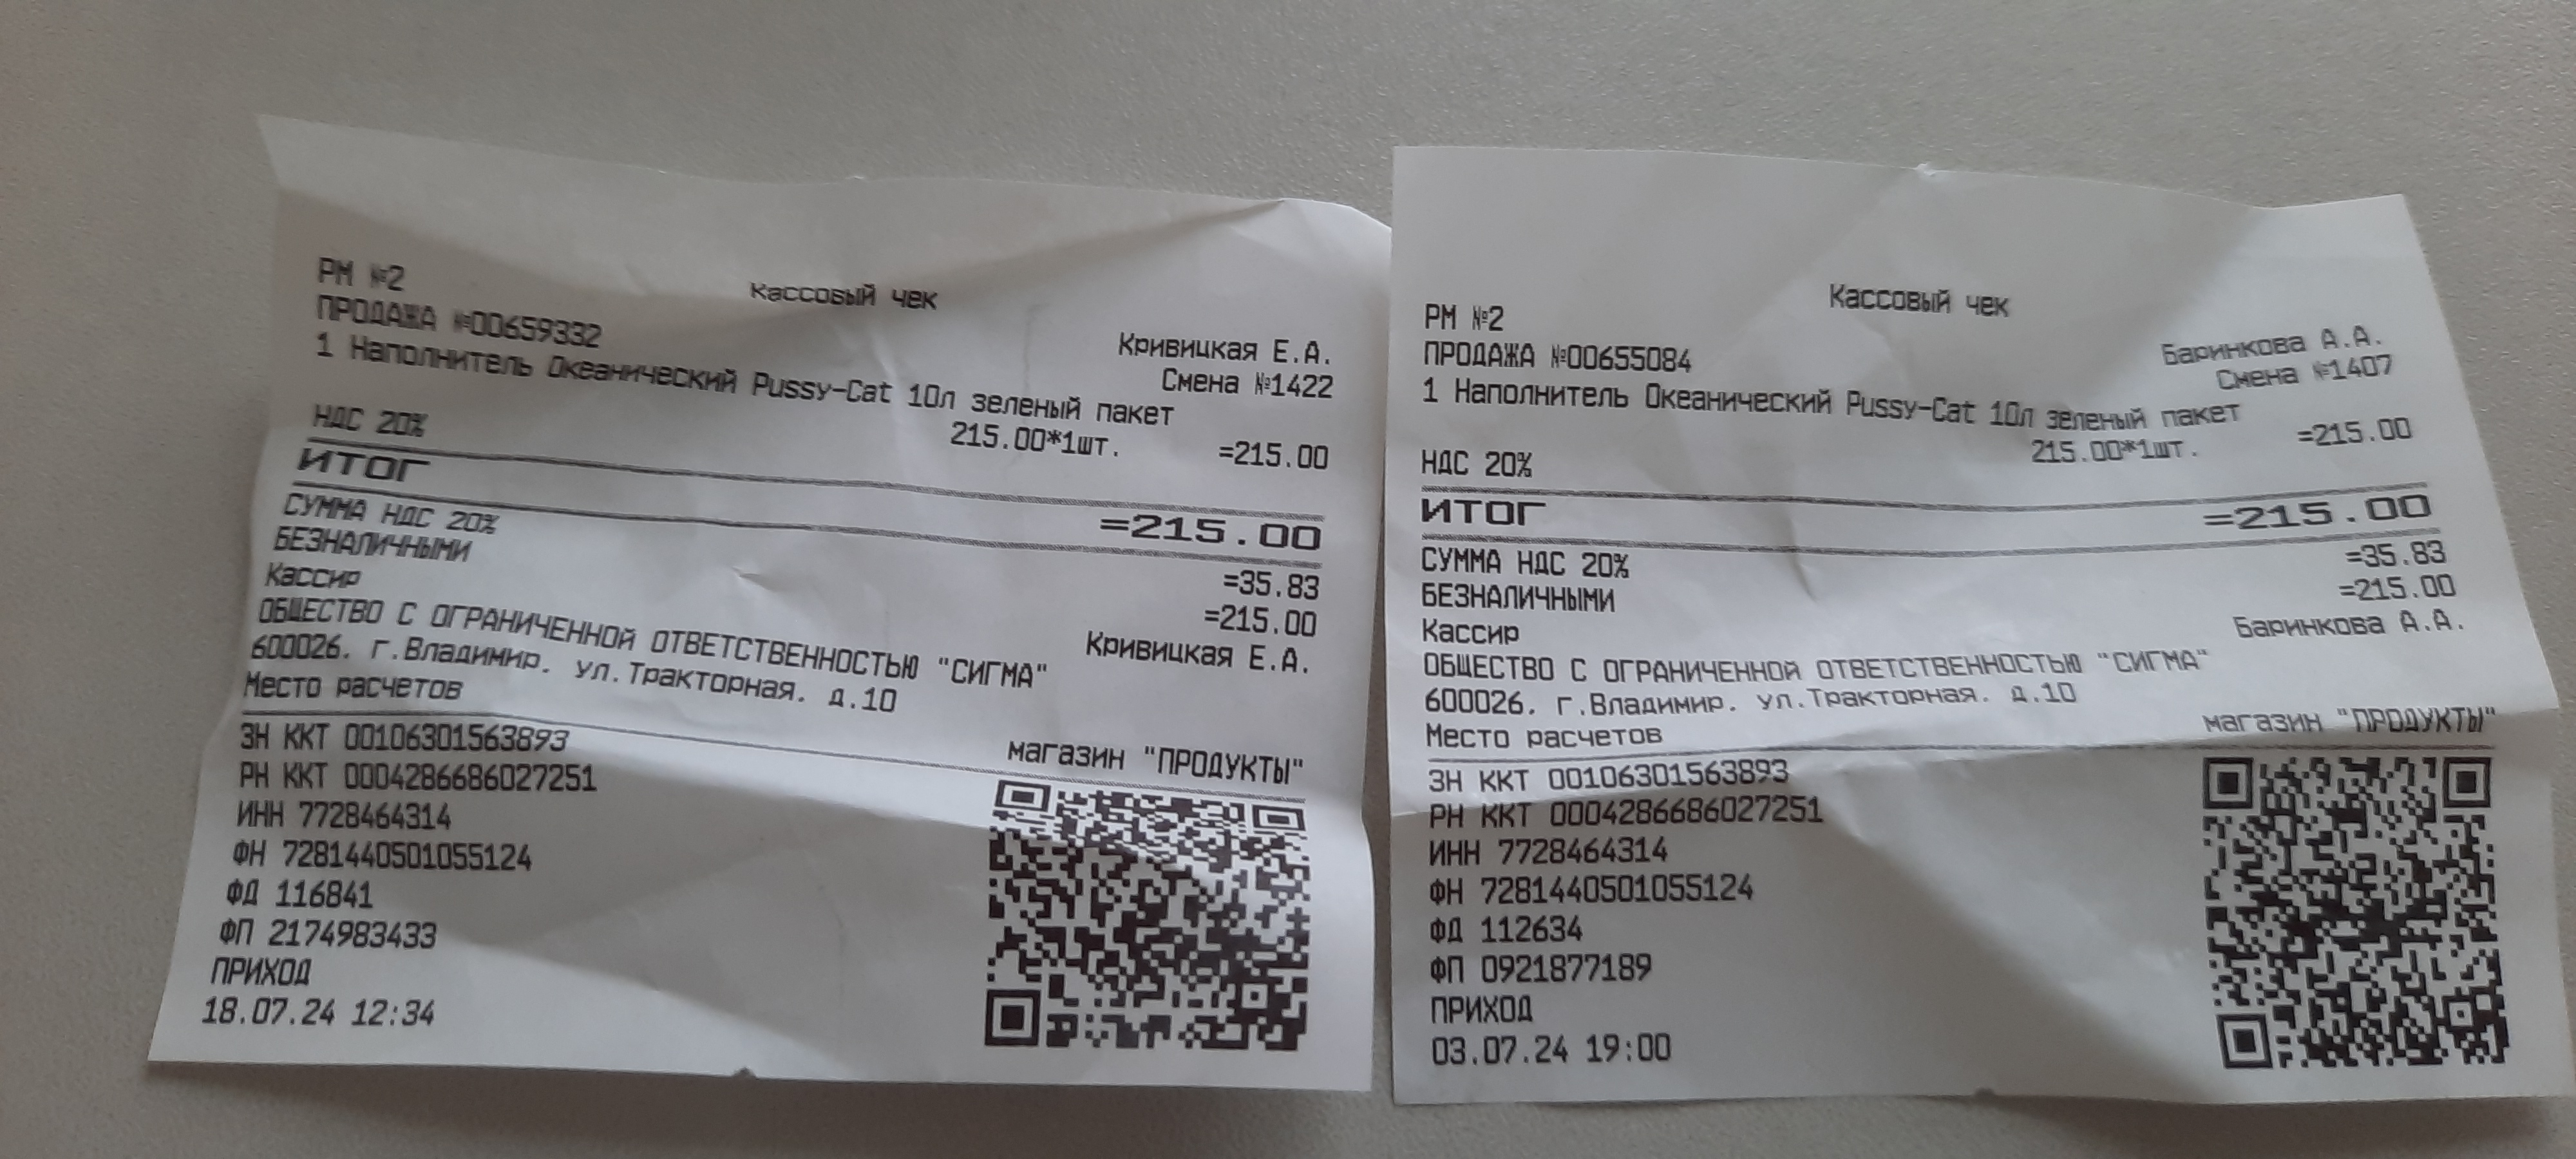 РМ №2
Кассовый чек
ПРОДАЖА №00659332
Кривицкая Е.А.
Смена №1422
1 Наполнитель Океанический Pussy-Cat 10л зеленый пакет
215.00*1шт. =215.00
НДС 20%
ИТОГ =215.00
СУММА НДС 20% =35.83
БЕЗНАЛИЧНЫМИ =215.00
Кассир Кривицкая Е.А.
ОБЩЕСТВО С ОГРАНИЧЕННОЙ ОТВЕТСТВЕННОСТЬЮ "СИГМА"
600026. г.Владимир. ул.Тракторная. д.10
Место расчетов магазин "ПРОДУКТЫ"
ЗН ККТ 00106301563893
РН ККТ 0004286686027251
ИНН 7728464314
ФН 7281440501055124
ФД 116841
ФП 2174983433
ПРИХОД
18.07.24 12:34
Кассовый чек
РМ №2
Баринкова А.А.
ПРОДАЖА №00655084
Смена №1407
1 Наполнитель Океанический Pussy-Cat 10л зеленый пакет
215.00*1шт. =215.00
НДС 20%
ИТОГ =215.00
СУММА НДС 20% =35.83
БЕЗНАЛИЧНЫМИ =215.00
Кассир Баринкова А.А.
ОБЩЕСТВО С ОГРАНИЧЕННОЙ ОТВЕТСТВЕННОСТЬЮ "СИГМА"
600026. г.Владимир. ул.Тракторная. д.10
Место расчетов магазин "ПРОДУКТЫ"
ЗН ККТ 00106301563893
РН ККТ 0004286686027251
ИНН 7728464314
ФН 7281440501055124
ФД 112634
ФП 0921877189
ПРИХОД
03.07.24 19:00